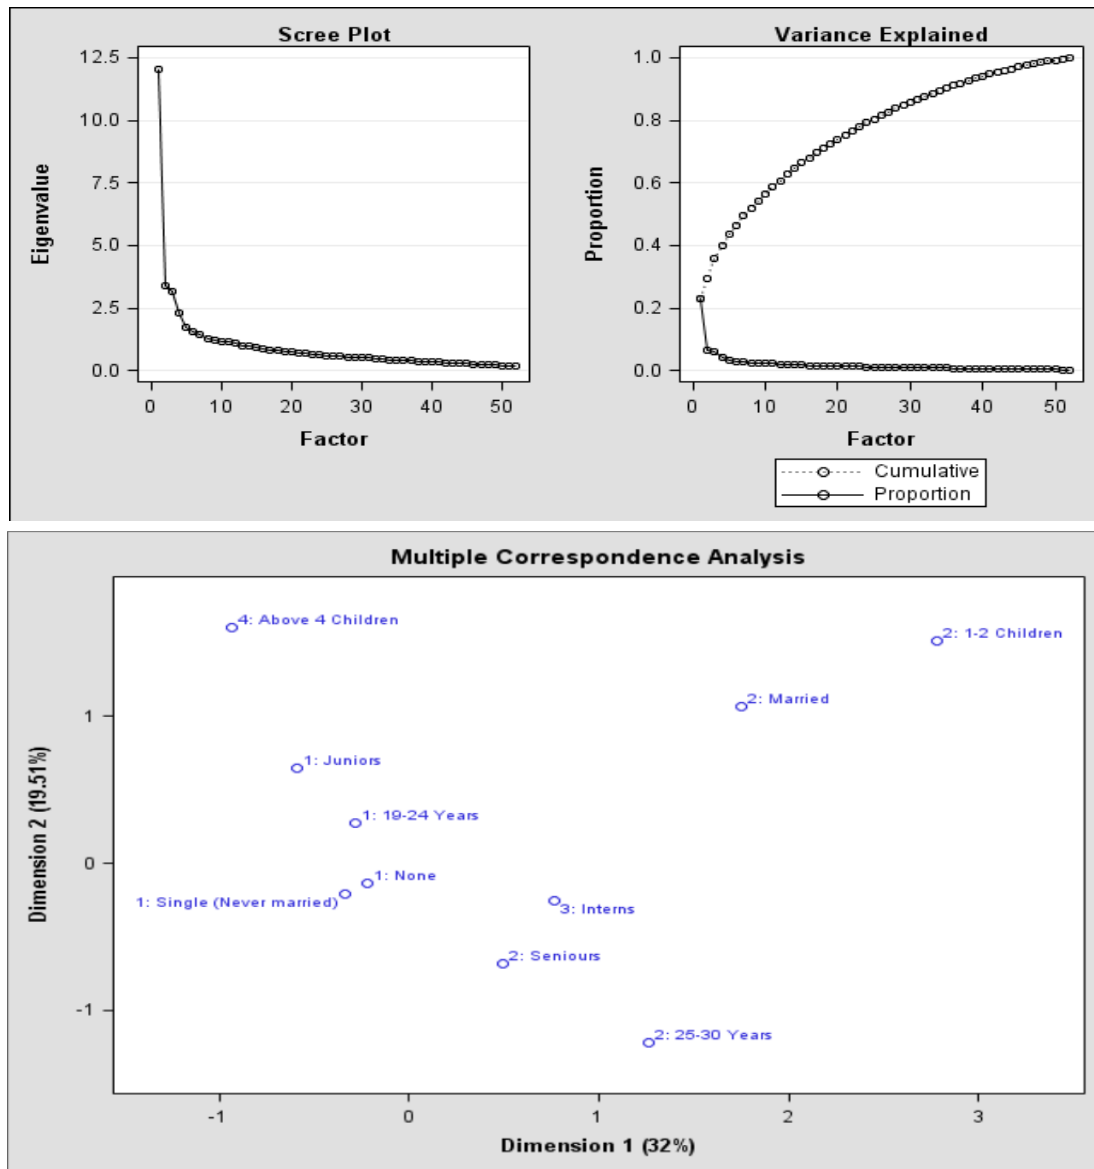 Scree Plot
12.5
10.0
7.5
5.0
2.5
0.0
Eigenvalue
0 10 20 30 40 50
Factor
Variance Explained
1.0
0.8
0.6
0.4
0.2
0.0
Proportion
0 10 20 30 40 50
Factor
Cumulative
Proportion
Multiple Correspondence Analysis
4: Above 4 Children
2: 1-2 Children
2: Married
1: Juniors
1: 19-24 Years
1: None
1: Single (Never married)
3: Interns
2: Seniours
2: 25-30 Years
1
0
-1
Dimension 2 (19.51%)
-1 0 1 2 3
Dimension 1 (32%)